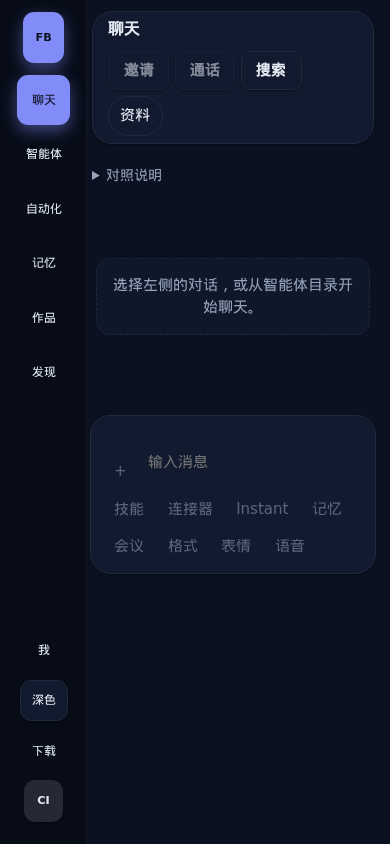 FB
聊天
智能体
自动化
记忆
作品
发现
我
深色
下载
CI
聊天
邀请 通话 搜索
资料
▶ 对照说明
选择左侧的对话，或从智能体目录开
始聊天。
+ 输入消息
技能 连接器 Instant 记忆
会议 格式 表情 语音